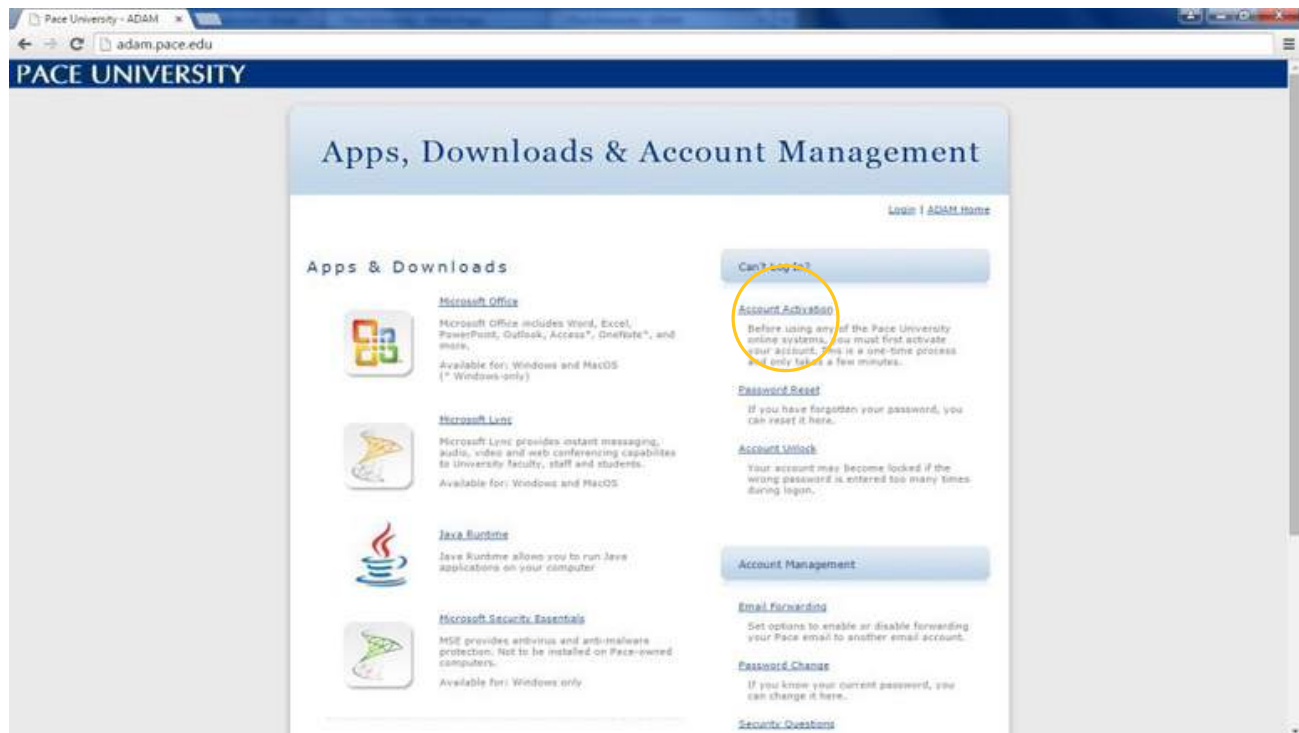 Pace University - ADAM
adam.pace.edu
PACE UNIVERSITY
Apps, Downloads & Account Management
Login | ADAM Home
Apps & Downloads
Microsoft Office
Microsoft Office includes Word, Excel,
PowerPoint, Outlook, Access*, OneNote*, and
more.
Available for: Windows and MacOS
(* Windows-only)
Microsoft Lync
Microsoft Lync provides instant messaging,
audio, video and web conferencing capabilites
to University faculty, staff and students.
Available for: Windows and MacOS
Java Runtime
Java Runtime allows you to run Java
applications on your computer
Microsoft Security Essentials
MSE provides antivirus and anti-malware
protection. Not to be installed on Pace-owned
computers.
Available for: Windows only
Can't Log In?
Account Activation
Before using any of the Pace University
online systems, you must first activate
your account. This is a one-time process
and only takes a few minutes.
Password Reset
If you have forgotten your password, you
can reset it here.
Account Unlock
Your account may become locked if the
wrong password is entered too many times
during logon.
Account Management
Email Forwarding
Set options to enable or disable forwarding
your Pace email to another email account.
Password Change
If you know your current password, you
can change it here.
Security Questions